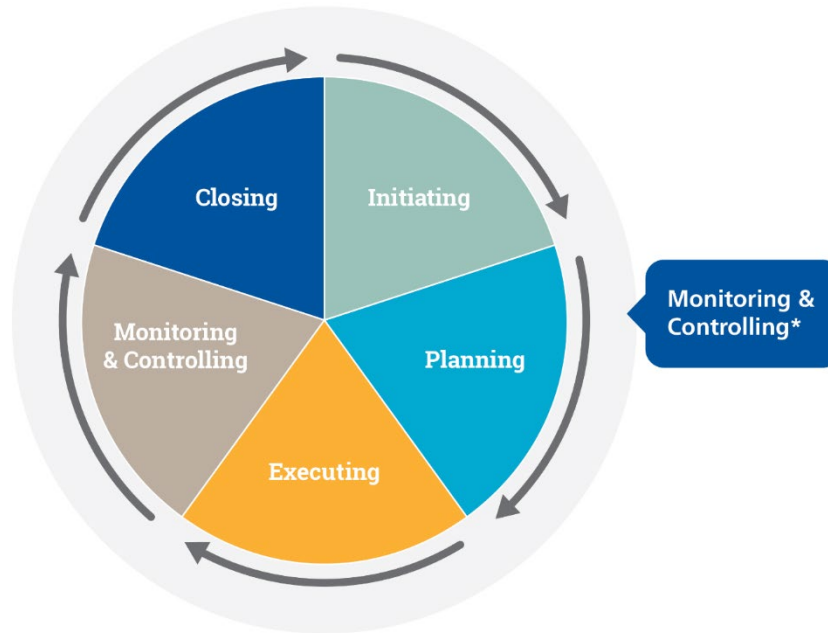 Closing
Initiating
Monitoring
& Controlling
Planning
Executing
Monitoring &
Controlling*